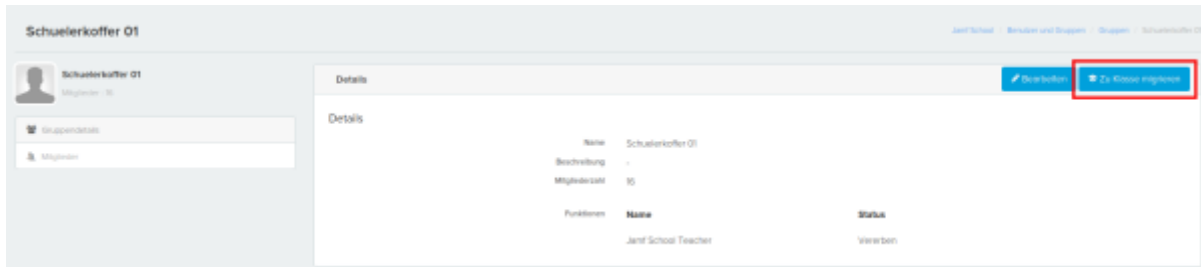 Schuelerkoffer 01
Jamf School / Benutzer und Gruppen / Gruppen / Schuelerkoffer 01
Schuelerkoffer 01
Mitglieder: 16
Details
Bearbeiten
Zu Klasse migrieren
Gruppendetails
Mitglieder
Details
Name Schuelerkoffer 01
Beschreibung -
Mitgliederzahl 16
Funktionen Name Status
Jamf School Teacher Vererben